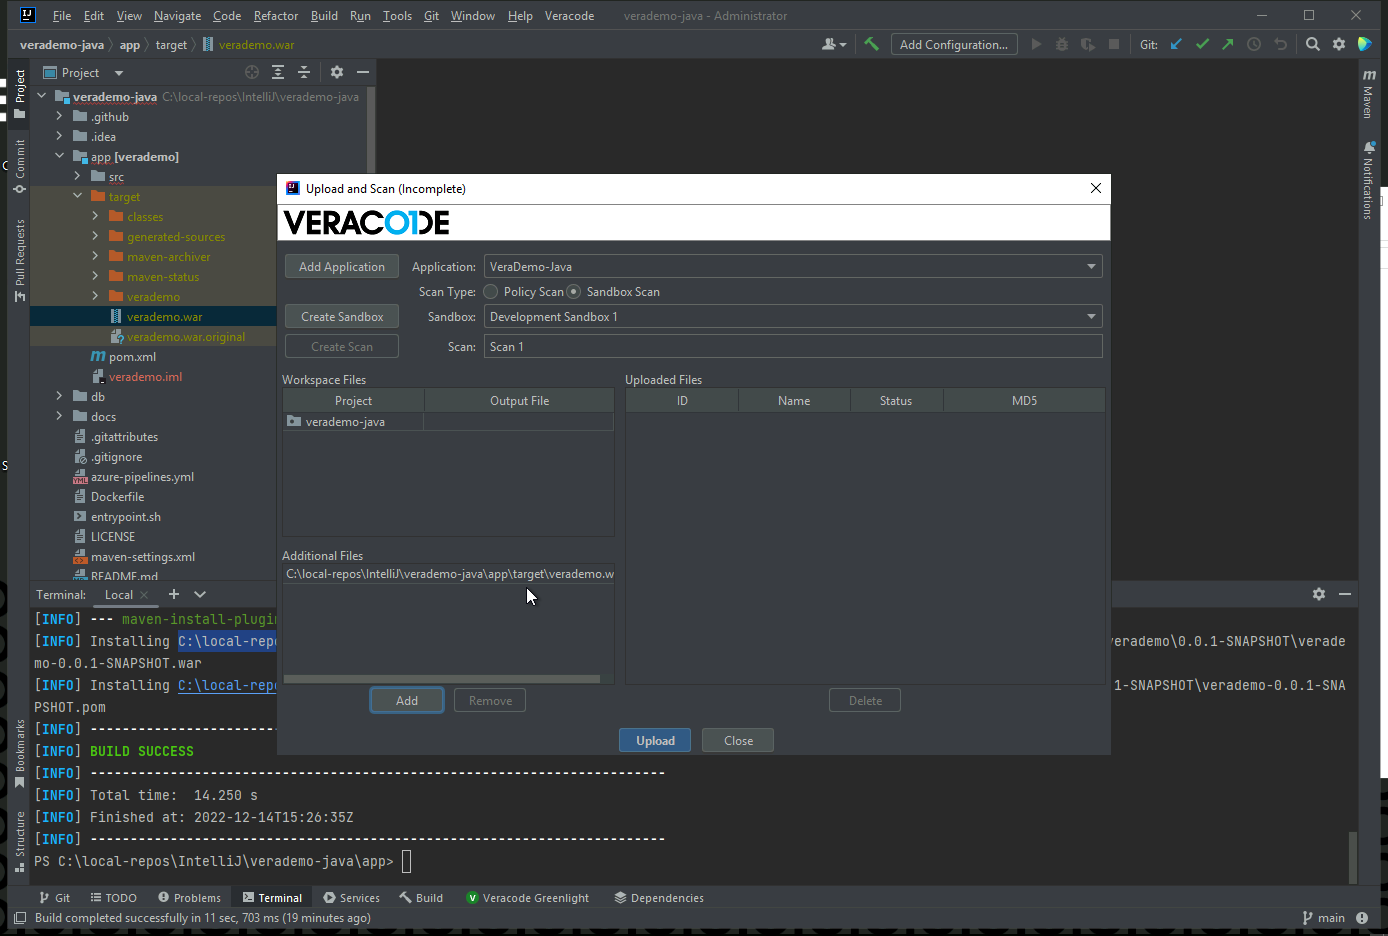 File Edit View Navigate Code Refactor Build Run Tools Git Window Help Veracode verademo-java - Administrator
verademo-java app target verademo.war Add Configuration... Git:
Project
Project
Commit
Pull Requests
Bookmarks
Structure
m Maven
Notifications
verademo-java C:\local-repos\IntelliJ\verademo-java
.github
.idea
app [verademo]
src
target
classes
generated-sources
maven-archiver
maven-status
verademo
verademo.war
verademo.war.original
pom.xml
verademo.iml
db
docs
.gitattributes
.gitignore
azure-pipelines.yml
Dockerfile
entrypoint.sh
LICENSE
maven-settings.xml
README.md
Upload and Scan (Incomplete)
VERACODE
Add Application Application: VeraDemo-Java
Scan Type: Policy Scan Sandbox Scan
Create Sandbox Sandbox: Development Sandbox 1
Create Scan Scan: Scan 1
Workspace Files Uploaded Files
Project Output File ID Name Status MD5
verademo-java
Additional Files
C:\local-repos\IntelliJ\verademo-java\app\target\verademo.w
Add Remove Delete
Upload Close
Terminal: Local
[INFO] --- maven-install-plugin
[INFO] Installing C:\local-repo erademo\0.0.1-SNAPSHOT\verade
mo-0.0.1-SNAPSHOT.war
[INFO] Installing C:\local-repo 1-SNAPSHOT\verademo-0.0.1-SNA
PSHOT.pom
[INFO] ------------------------
[INFO] BUILD SUCCESS
[INFO] ------------------------------------------------------------------------
[INFO] Total time:  14.250 s
[INFO] Finished at: 2022-12-14T15:26:35Z
[INFO] ------------------------------------------------------------------------
PS C:\local-repos\IntelliJ\verademo-java\app>
Git TODO Problems Terminal Services Build Veracode Greenlight Dependencies
Build completed successfully in 11 sec, 703 ms (19 minutes ago) main